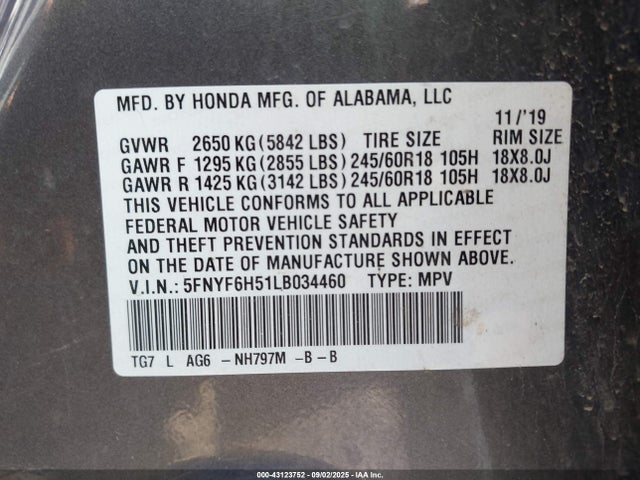 MFD. BY HONDA MFG. OF ALABAMA, LLC
11/'19
GVWR 2650 KG (5842 LBS) TIRE SIZE RIM SIZE
GAWR F 1295 KG (2855 LBS) 245/60R18 105H 18X8.0J
GAWR R 1425 KG (3142 LBS) 245/60R18 105H 18X8.0J
THIS VEHICLE CONFORMS TO ALL APPLICABLE
FEDERAL MOTOR VEHICLE SAFETY
AND THEFT PREVENTION STANDARDS IN EFFECT
ON THE DATE OF MANUFACTURE SHOWN ABOVE.
V.I.N.: 5FNYF6H51LB034460 TYPE: MPV
TG7 L AG6 -NH797M -B-B
000-43123752 - 09/02/2025 - IAA Inc.